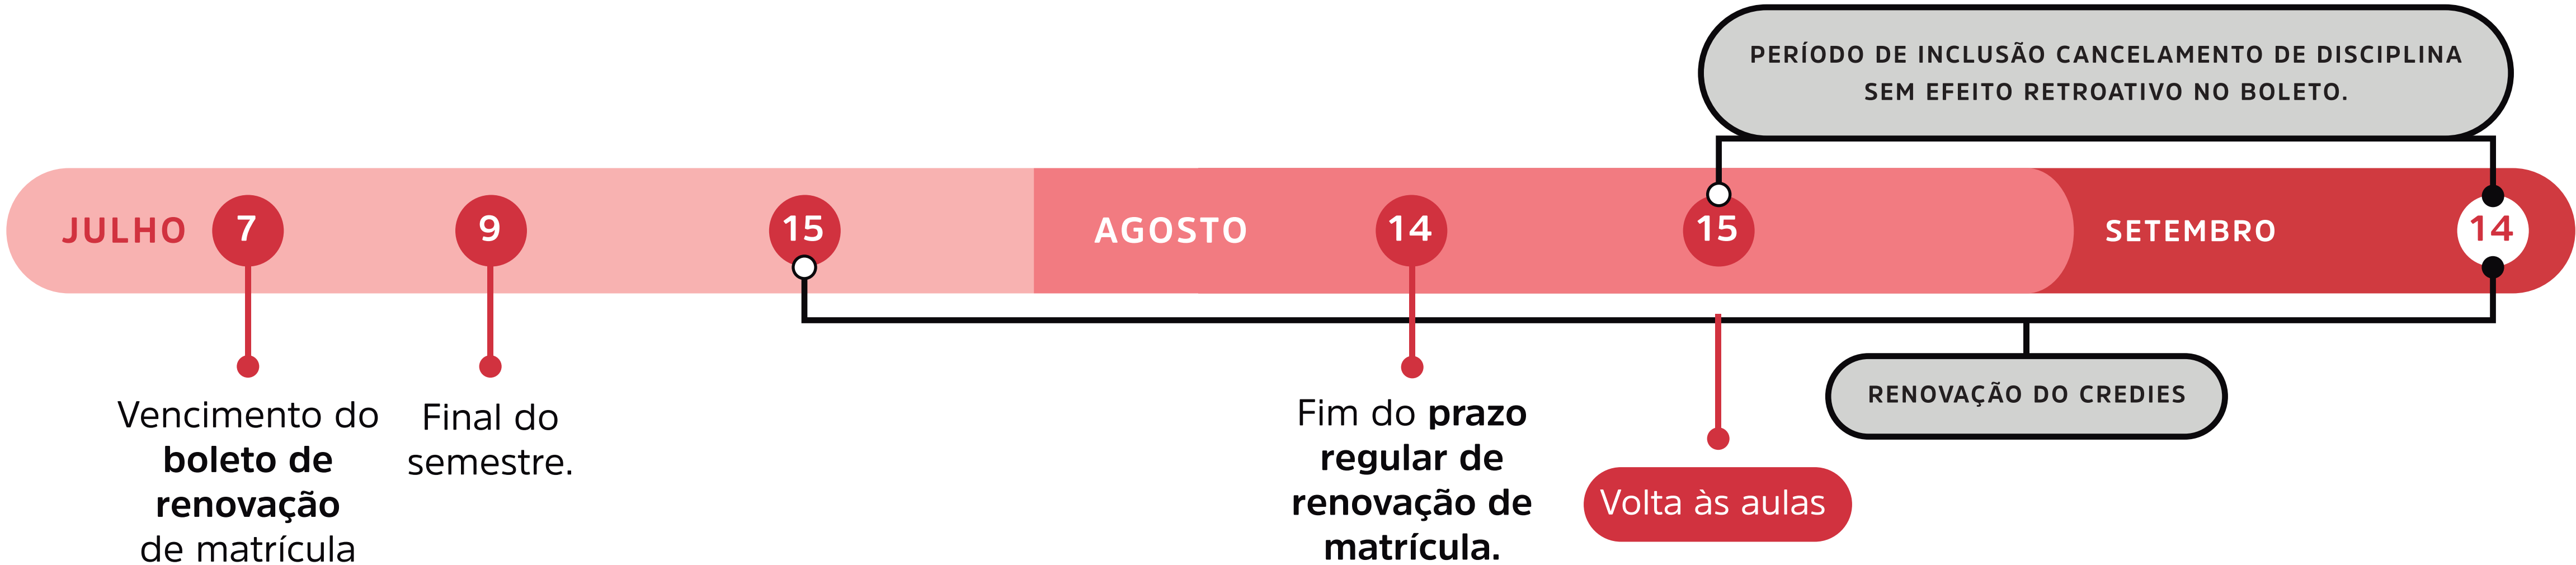 PERÍODO DE INCLUSÃO CANCELAMENTO DE DISCIPLINA
SEM EFEITO RETROATIVO NO BOLETO.
JULHO 7 9 15 AGOSTO 14 15 SETEMBRO 14
RENOVAÇÃO DO CREDIES
Vencimento do
boleto de
renovação
de matrícula
Final do
semestre.
Fim do prazo
regular de
renovação de
matrícula.
Volta às aulas